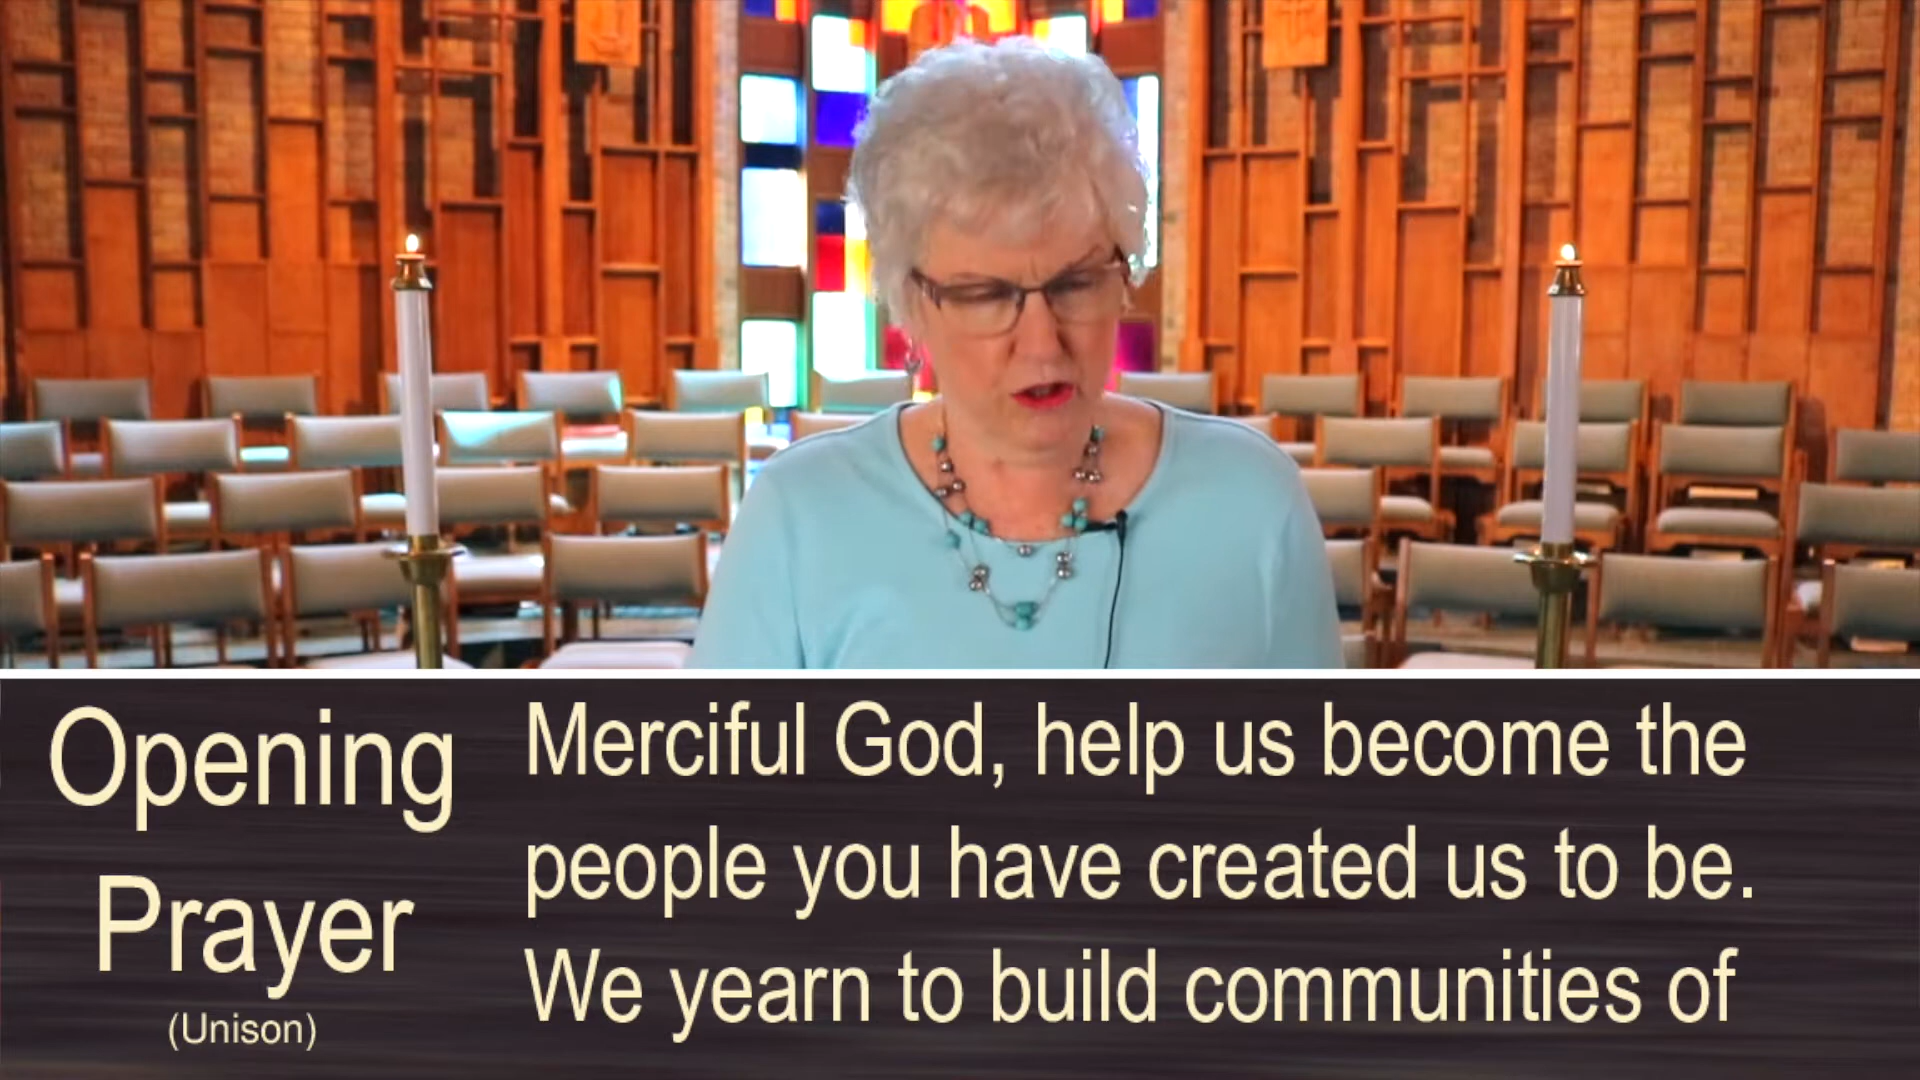 Opening
Prayer
(Unison)
Merciful God, help us become the
people you have created us to be.
We yearn to build communities of